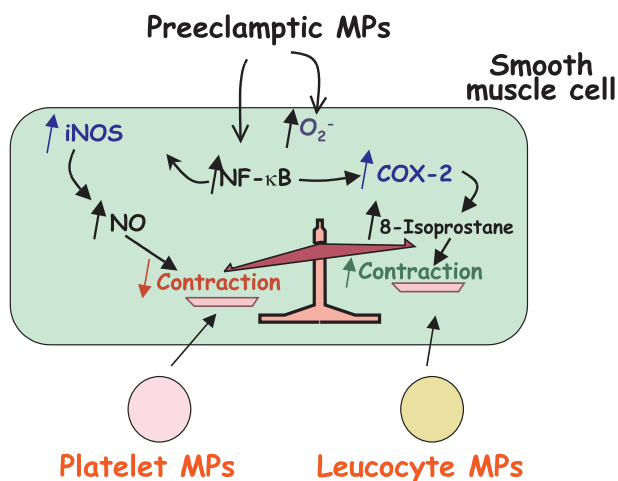 Preeclamptic MPs
Smooth
muscle cell
iNOS
O₂⁻
NF-κB
COX-2
NO
8-Isoprostane
Contraction
Contraction
Platelet MPs
Leucocyte MPs